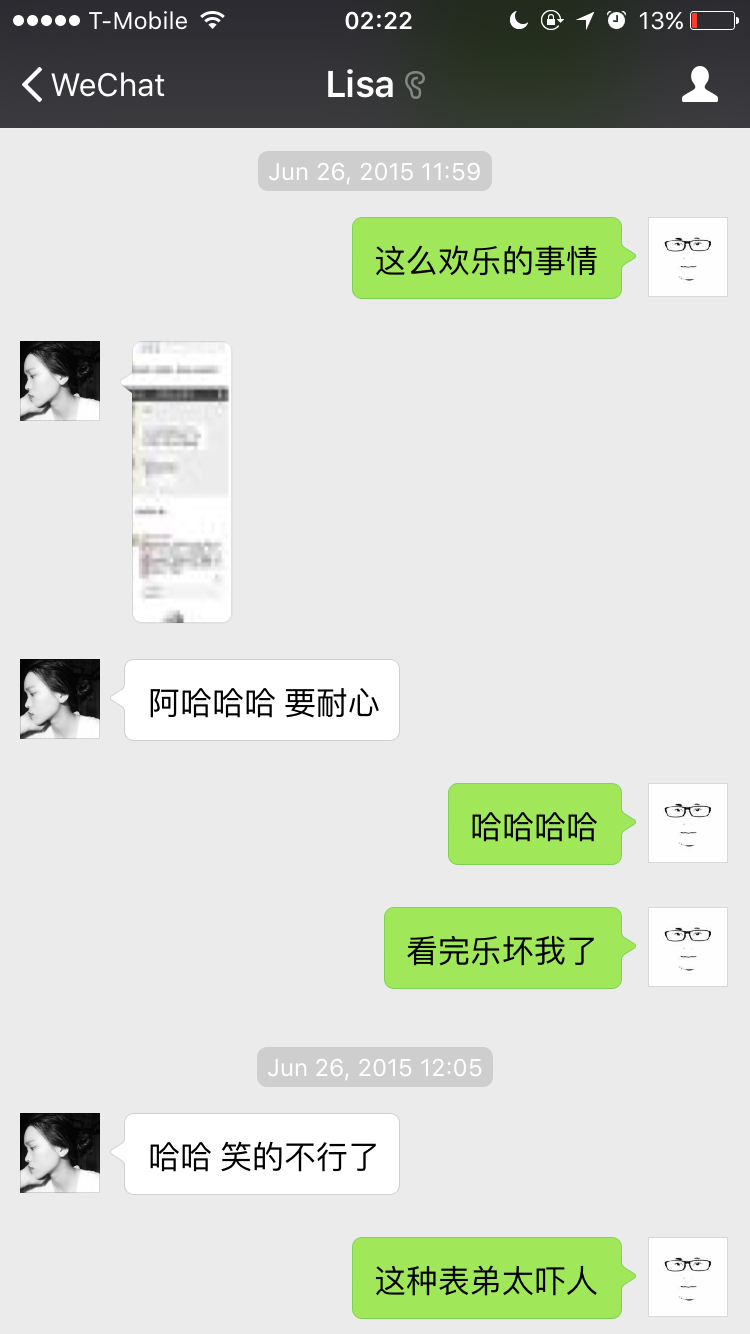 T-Mobile 02:22 13%
WeChat Lisa
Jun 26, 2015 11:59
这么欢乐的事情
阿哈哈哈 要耐心
哈哈哈哈
看完乐坏我了
Jun 26, 2015 12:05
哈哈 笑的不行了
这种表弟太吓人